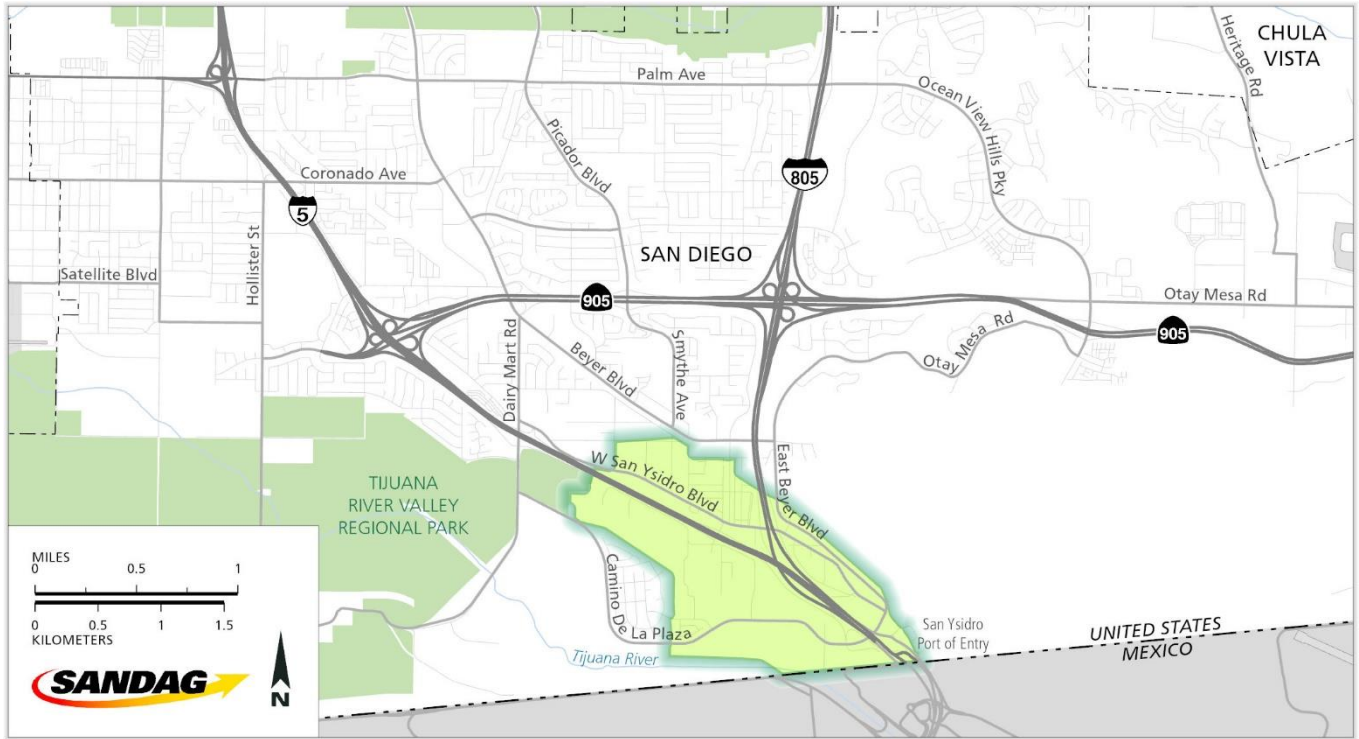 CHULA
VISTA
Heritage Rd
Palm Ave
Ocean View Hills Pky
Picador Blvd
805
Coronado Ave
5
Hollister St
SAN DIEGO
Satellite Blvd
905
Otay Mesa Rd
905
Otay Mesa Rd
Dairy Mart Rd
Beyer Blvd
Smythe Ave
W San Ysidro Blvd
East Beyer Blvd
TIJUANA
RIVER VALLEY
REGIONAL PARK
Camino De La Plaza
San Ysidro
Port of Entry
UNITED STATES
MEXICO
Tijuana River
MILES
0 0.5 1
0 0.5 1 1.5
KILOMETERS
SANDAG
N